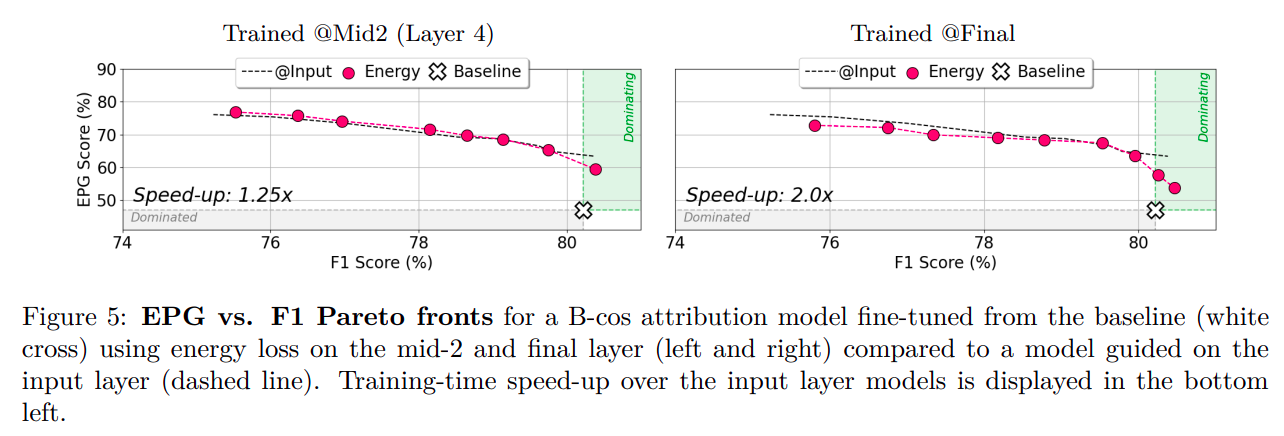 Trained @Mid2 (Layer 4)
@Input Energy Baseline
90
80
70
60
50
EPG Score (%)
Dominating
Speed-up: 1.25x
Dominated
74 76 78 80
F1 Score (%)
Trained @Final
@Input Energy Baseline
Dominating
Speed-up: 2.0x
Dominated
74 76 78 80
F1 Score (%)
Figure 5: EPG vs. F1 Pareto fronts for a B-cos attribution model fine-tuned from the baseline (white
cross) using energy loss on the mid-2 and final layer (left and right) compared to a model guided on the
input layer (dashed line). Training-time speed-up over the input layer models is displayed in the bottom
left.